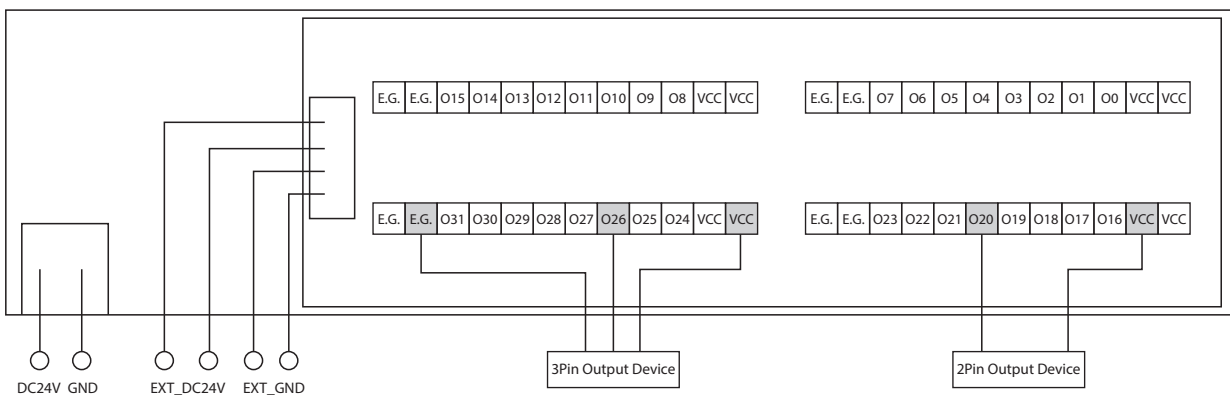 E.G. E.G. O15 O14 O13 O12 O11 O10 O9 O8 VCC VCC
E.G. E.G. O7 O6 O5 O4 O3 O2 O1 O0 VCC VCC
E.G. E.G. O31 O30 O29 O28 O27 O26 O25 O24 VCC VCC
E.G. E.G. O23 O22 O21 O20 O19 O18 O17 O16 VCC VCC
DC24V GND EXT_DC24V EXT_GND
3Pin Output Device
2Pin Output Device